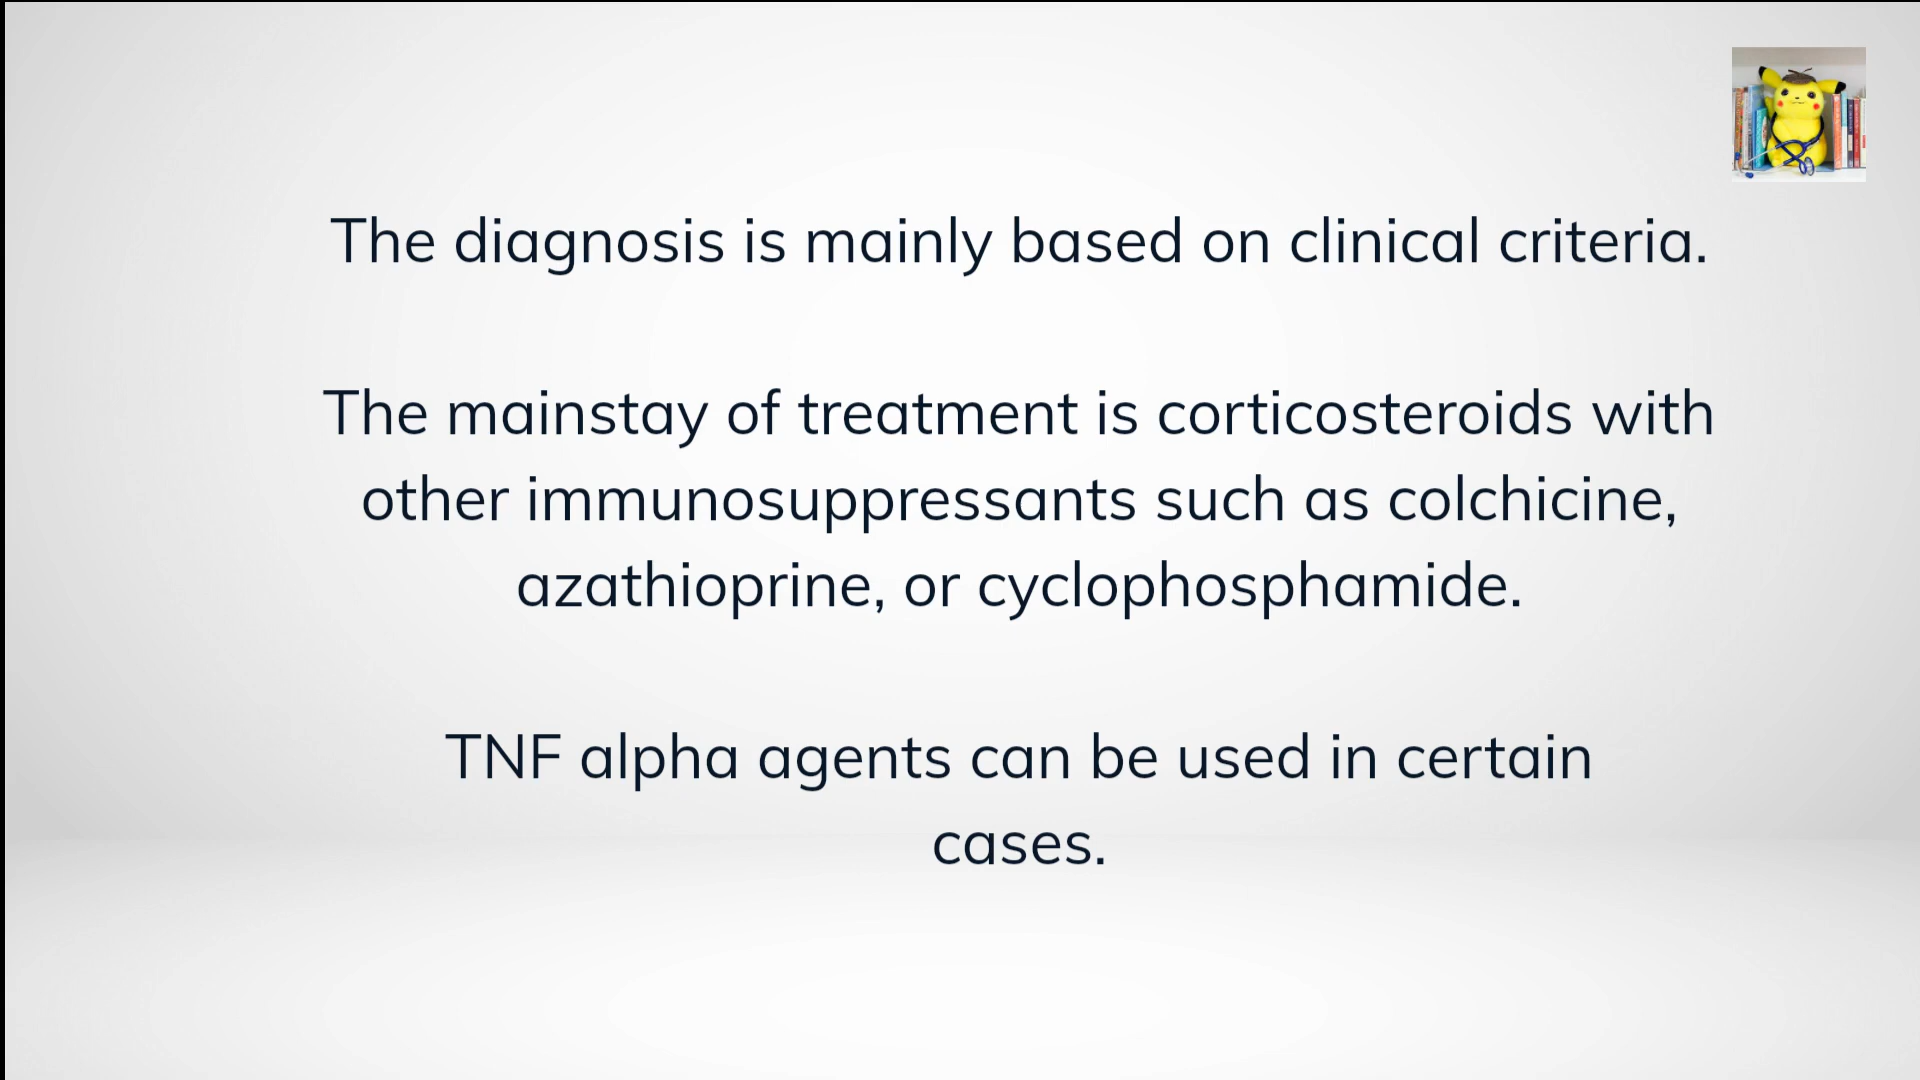 The diagnosis is mainly based on clinical criteria.
The mainstay of treatment is corticosteroids with
other immunosuppressants such as colchicine,
azathioprine, or cyclophosphamide.
TNF alpha agents can be used in certain
cases.